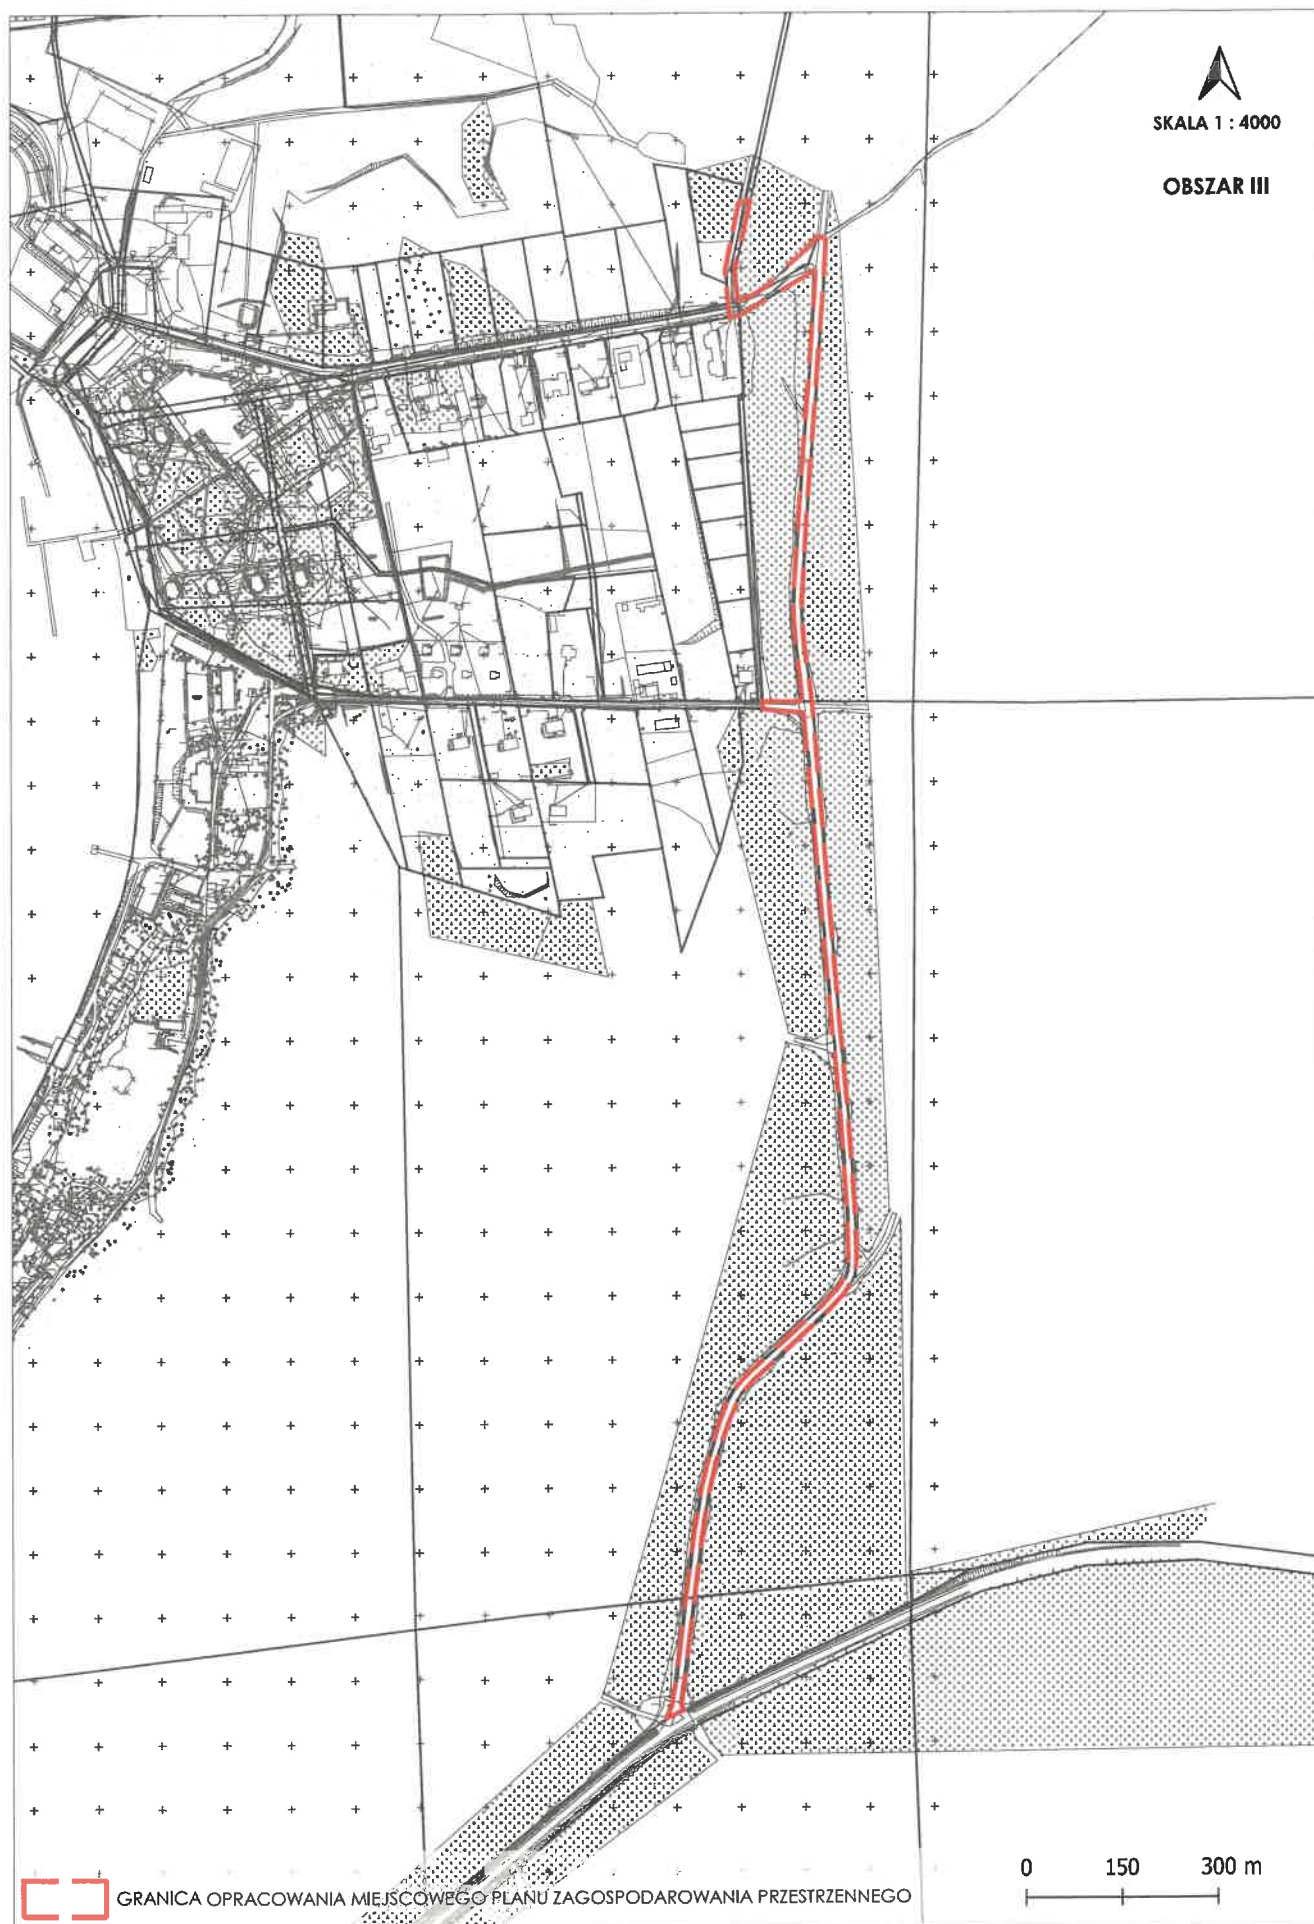 SKALA 1 : 4000
OBSZAR III
0 150 300 m
GRANICA OPRACOWANIA MIEJSCOWEGO PLANU ZAGOSPODAROWANIA PRZESTRZENNEGO